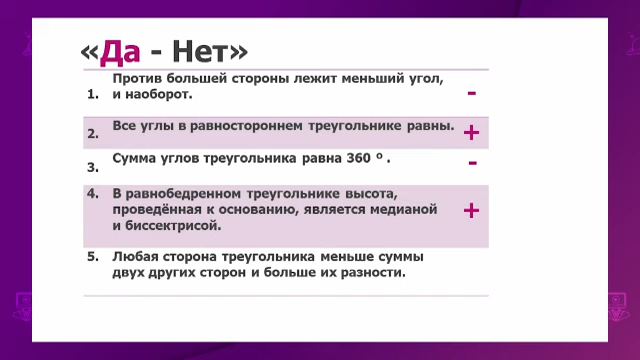 «Да - Нет»
1. Против большей стороны лежит меньший угол,
и наоборот. -
2. Все углы в равностороннем треугольнике равны. +
3. Сумма углов треугольника равна 360 º . -
4. В равнобедренном треугольнике высота,
проведённая к основанию, является медианой +
и биссектрисой.
5. Любая сторона треугольника меньше суммы
двух других сторон и больше их разности.